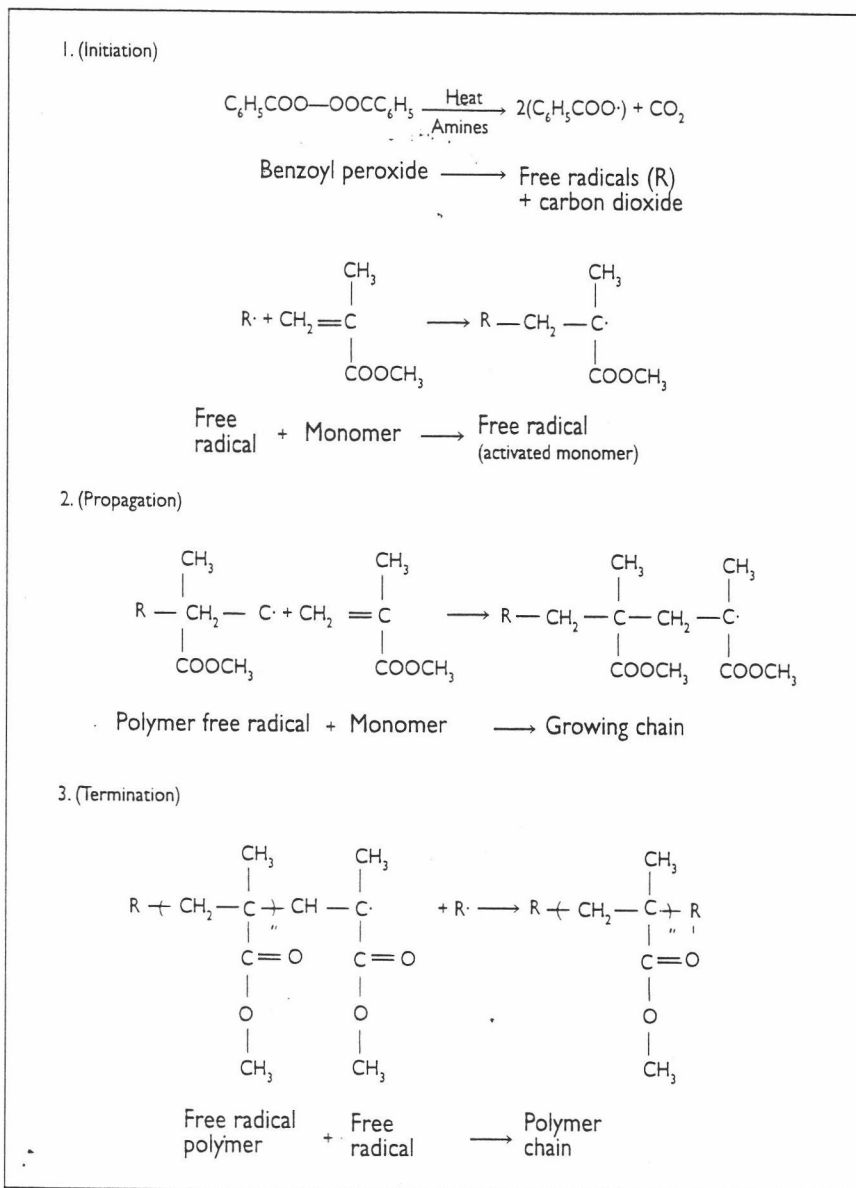 1. (Initiation)
C₆H₅COO—OOCC₆H₅ Heat Amines → 2(C₆H₅COO·) + CO₂
Benzoyl peroxide → Free radicals (R)
+ carbon dioxide
CH₃ CH₃
| |
R· + CH₂=C → R—CH₂—C·
| |
COOCH₃ COOCH₃
Free radical + Monomer → Free radical
(activated monomer)
2. (Propagation)
CH₃ CH₃ CH₃ CH₃
| | | |
R—CH₂—C· + CH₂=C → R—CH₂—C—CH₂—C·
| | | |
COOCH₃ COOCH₃ COOCH₃ COOCH₃
Polymer free radical + Monomer → Growing chain
3. (Termination)
CH₃ CH₃ CH₃
| | |
R+CH₂—C+CH—C· + R· → R+CH₂—C+R
| " | | " |
C=O C=O C=O
| | |
O O O
| | |
CH₃ CH₃ CH₃
Free radical polymer + Free radical → Polymer chain